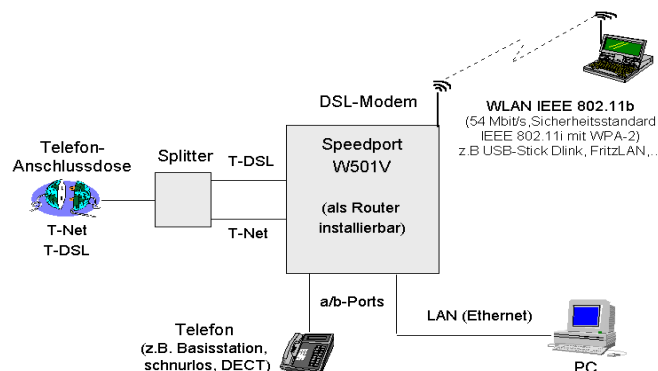 DSL-Modem
WLAN IEEE 802.11b
(54 Mbit/s,Sicherheitsstandard
IEEE 802.11i mit WPA-2)
z.B USB-Stick Dlink, FritzLAN,..
Telefon-
Anschlussdose
T-Net
T-DSL
Splitter
T-DSL
T-Net
Speedport
W501V
(als Router
installierbar)
a/b-Ports
LAN (Ethernet)
Telefon
(z.B. Basisstation,
schnurlos, DECT)
PC